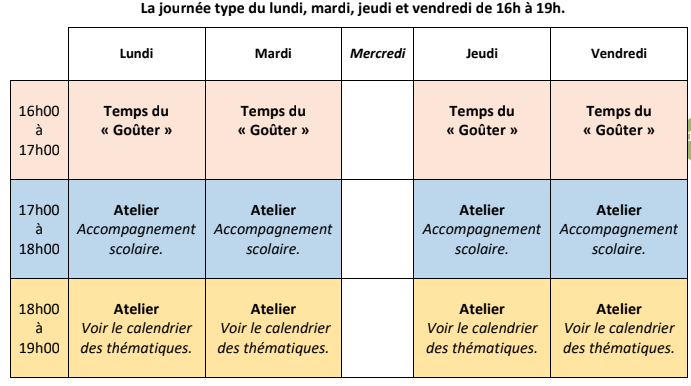 La journée type du lundi, mardi, jeudi et vendredi de 16h à 19h.
Lundi Mardi Mercredi Jeudi Vendredi
16h00
à
17h00
Temps du
« Goûter »
Temps du
« Goûter »
Temps du
« Goûter »
Temps du
« Goûter »
17h00
à
18h00
Atelier
Accompagnement
scolaire.
Atelier
Accompagnement
scolaire.
Atelier
Accompagnement
scolaire.
Atelier
Accompagnement
scolaire.
18h00
à
19h00
Atelier
Voir le calendrier
des thématiques.
Atelier
Voir le calendrier
des thématiques.
Atelier
Voir le calendrier
des thématiques.
Atelier
Voir le calendrier
des thématiques.